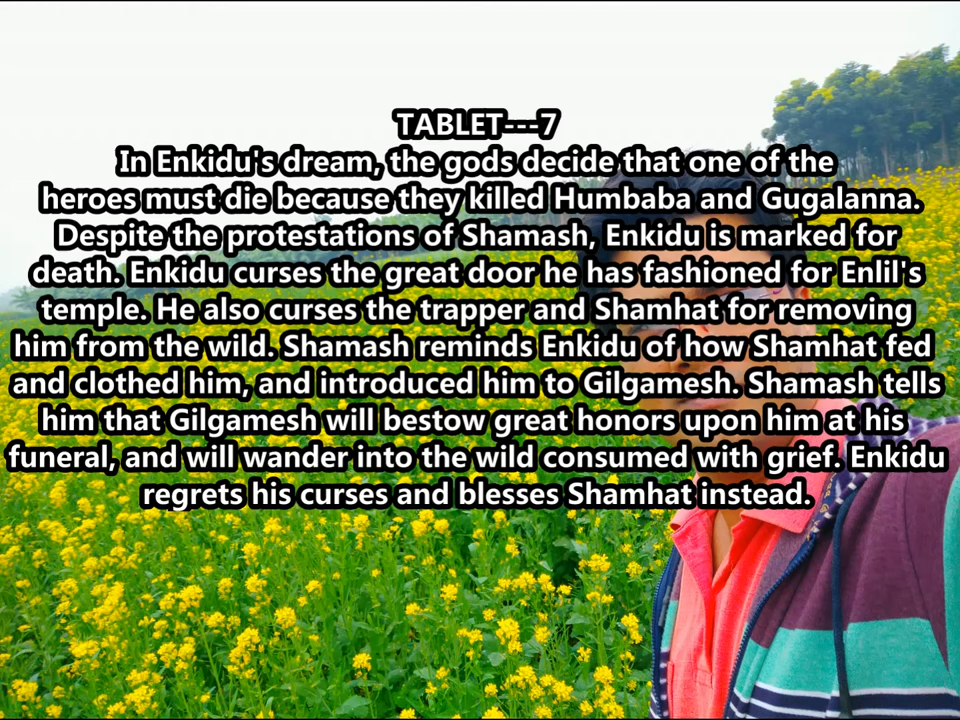 TABLET---7
In Enkidu's dream, the gods decide that one of the
heroes must die because they killed Humbaba and Gugalanna.
Despite the protestations of Shamash, Enkidu is marked for
death. Enkidu curses the great door he has fashioned for Enlil's
temple. He also curses the trapper and Shamhat for removing
him from the wild. Shamash reminds Enkidu of how Shamhat fed
and clothed him, and introduced him to Gilgamesh. Shamash tells
him that Gilgamesh will bestow great honors upon him at his
funeral, and will wander into the wild consumed with grief. Enkidu
regrets his curses and blesses Shamhat instead.